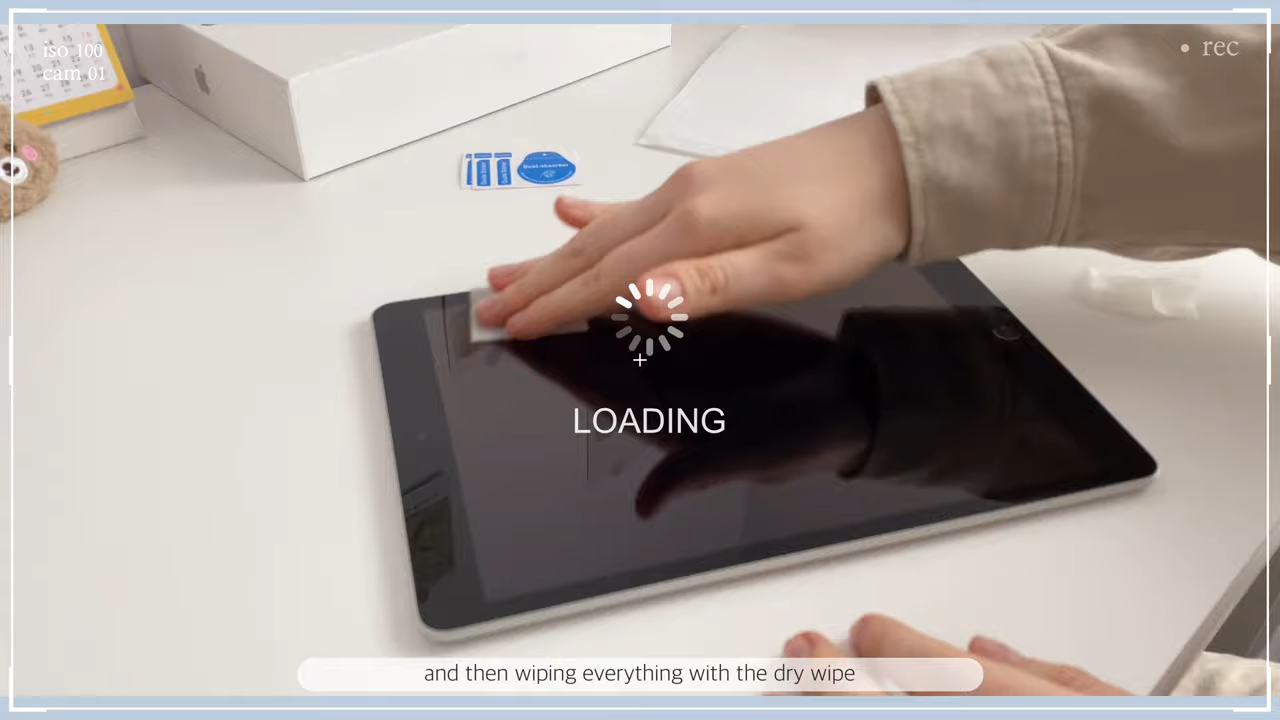 iso 100
cam 01
• rec
LOADING
and then wiping everything with the dry wipe